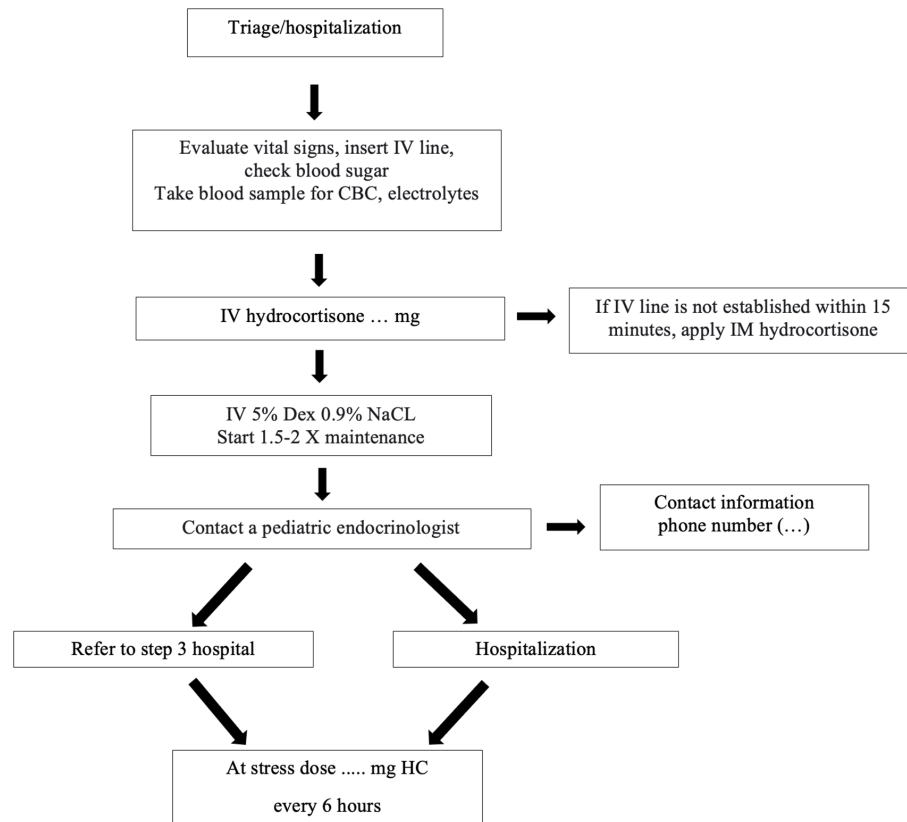 Triage/hospitalization
Evaluate vital signs, insert IV line,
check blood sugar
Take blood sample for CBC, electrolytes
IV hydrocortisone … mg
If IV line is not established within 15
minutes, apply IM hydrocortisone
IV 5% Dex 0.9% NaCL
Start 1.5-2 X maintenance
Contact a pediatric endocrinologist
Contact information
phone number (…)
Refer to step 3 hospital
Hospitalization
At stress dose ..... mg HC
every 6 hours